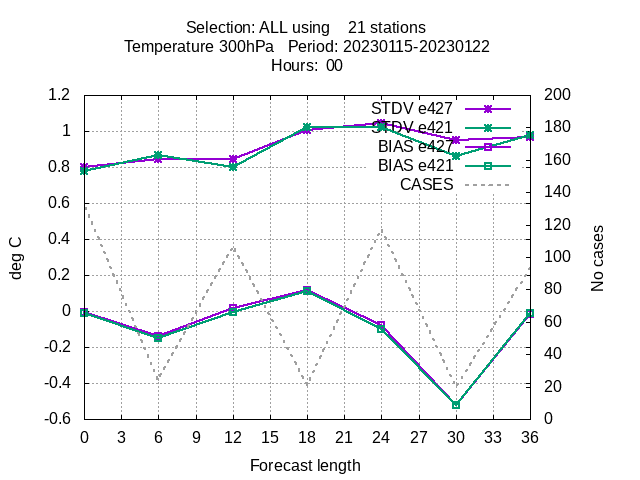 Selection: ALL using 21 stations
Temperature 300hPa Period: 20230115-20230122
Hours: 00
1.2
1
0.8
0.6
0.4
0.2
0
-0.2
-0.4
-0.6
deg C
STDV e427
STDV e421
BIAS e427
BIAS e421
CASES
200
180
160
140
120
100
80
60
40
20
0
No cases
0 3 6 9 12 15 18 21 24 27 30 33 36
Forecast length